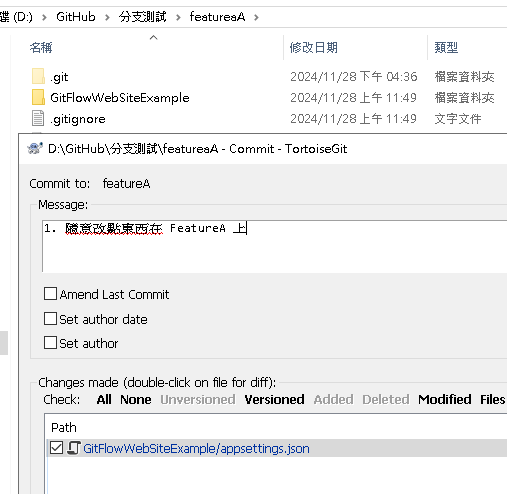 碟 (D:) > GitHub > 分支測試 > featureaA >
名稱 修改日期 類型
.git 2024/11/28 下午 04:36 檔案資料夾
GitFlowWebSiteExample 2024/11/28 上午 11:49 檔案資料夾
.gitignore 2024/11/28 上午 11:49 文字文件
D:\GitHub\分支測試\featureaA - Commit - TortoiseGit
Commit to: featureA
Message:
1. 隨意改點東西在 FeatureA 上
Amend Last Commit
Set author date
Set author
Changes made (double-click on file for diff):
Check: All None Unversioned Versioned Added Deleted Modified Files
Path
GitFlowWebSiteExample/appsettings.json